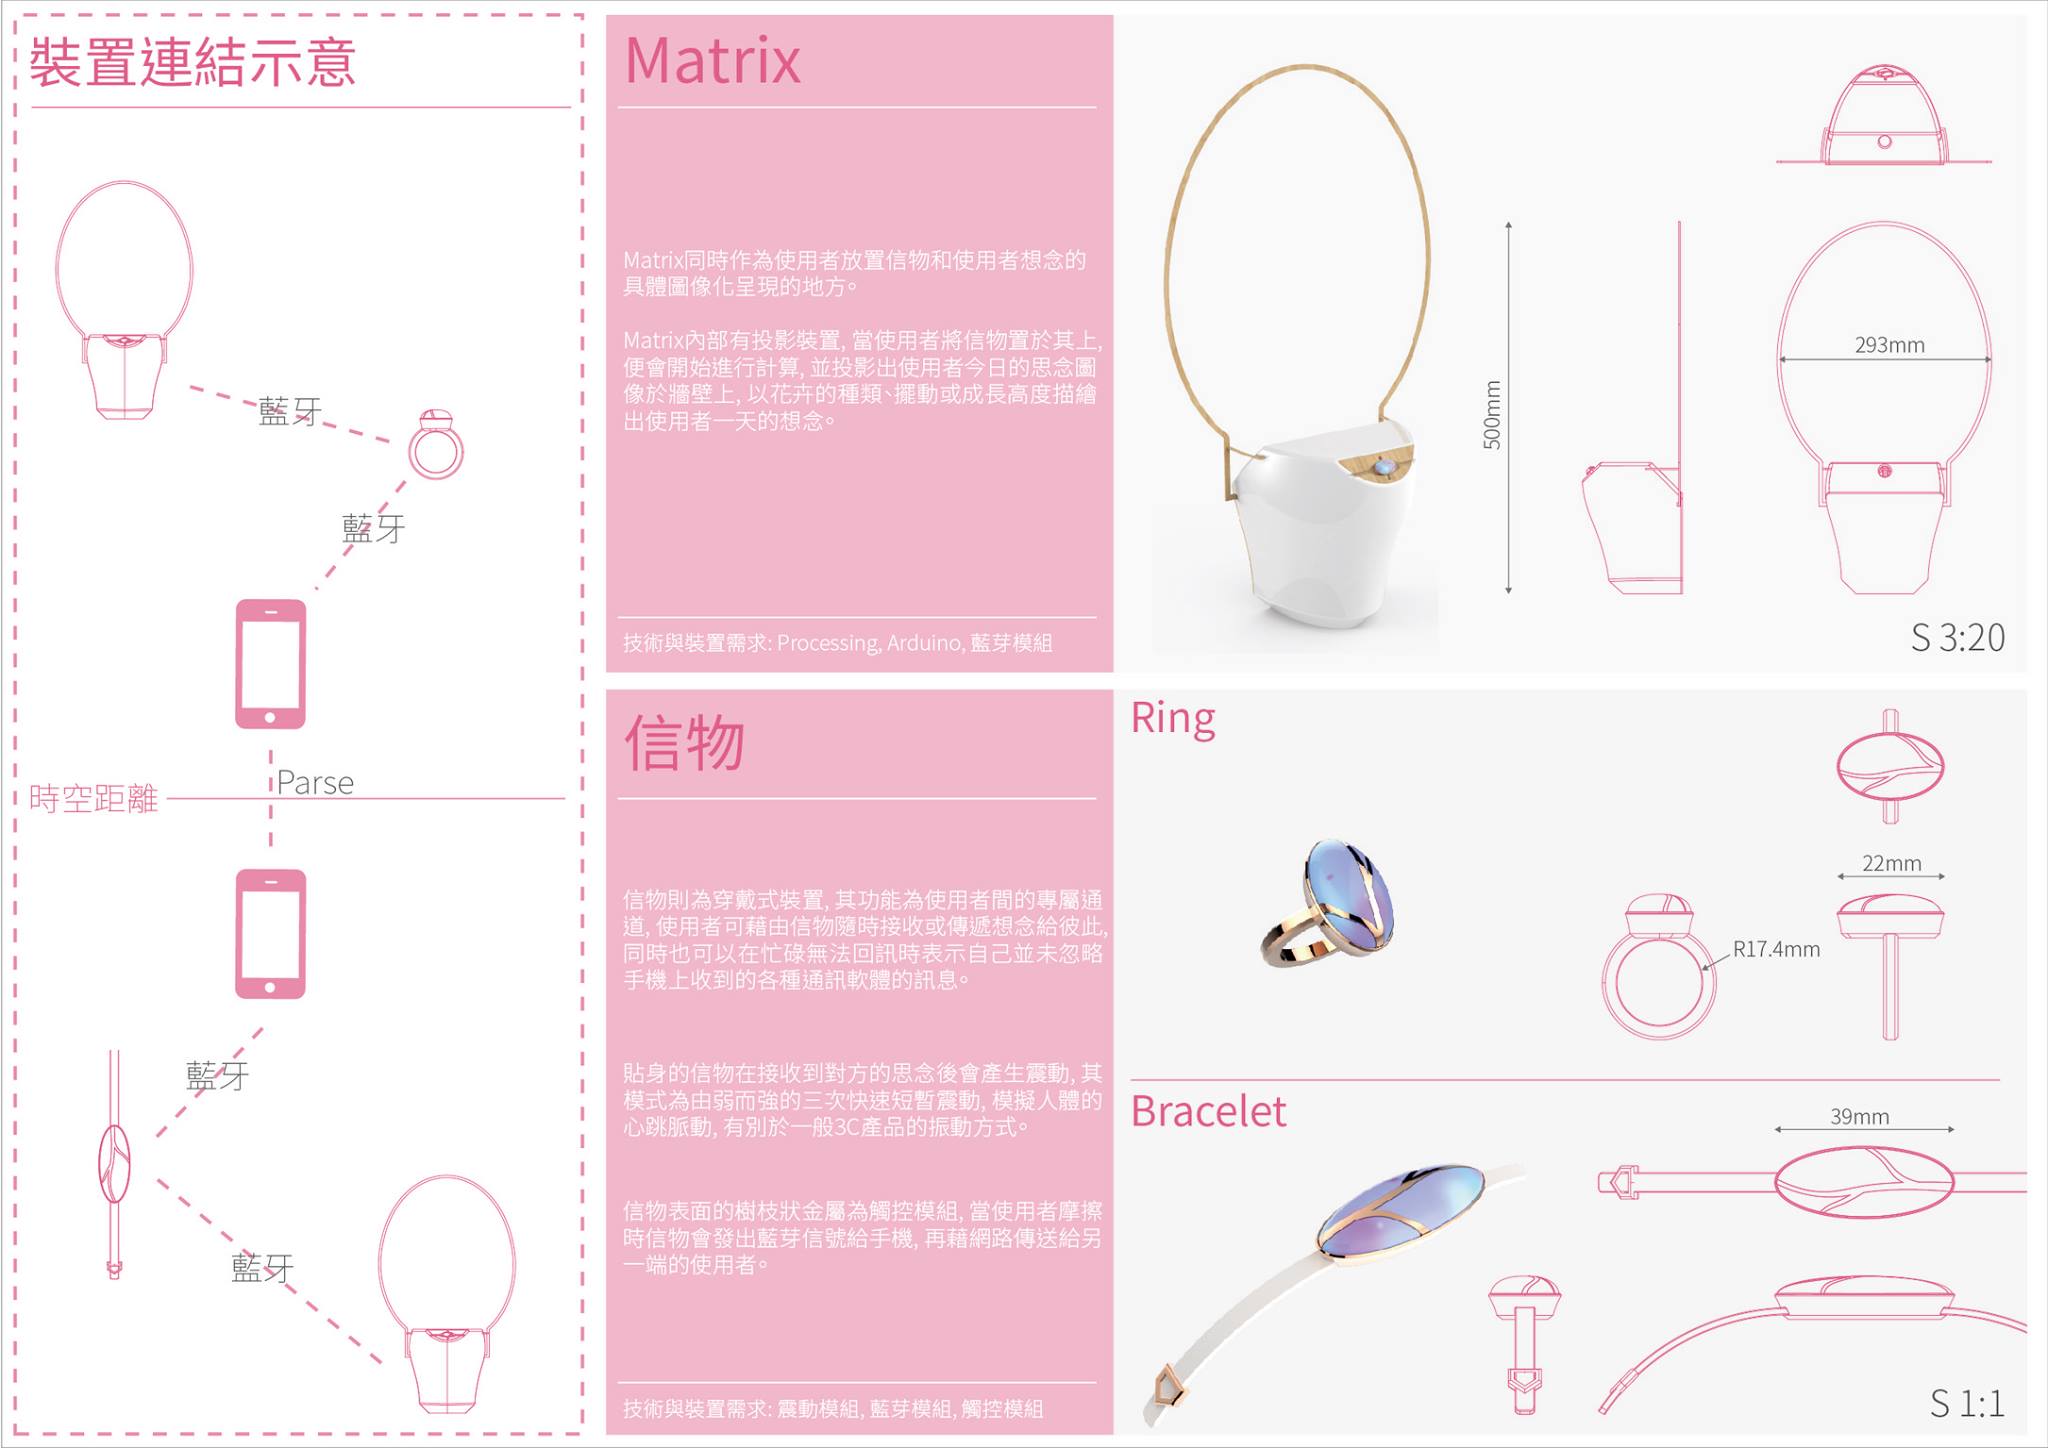 裝置連結示意
藍牙
藍牙
Parse
時空距離
藍牙
藍牙
Matrix
Matrix同時作為使用者放置信物和使用者想念的
具體圖像化呈現的地方。
Matrix內部有投影裝置, 當使用者將信物置於其上,
便會開始進行計算, 並投影出使用者今日的思念圖
像於牆壁上, 以花卉的種類、擺動或成長高度描繪
出使用者一天的想念。
技術與裝置需求: Processing, Arduino, 藍芽模組
500mm
293mm
S 3:20
信物
信物則為穿戴式裝置, 其功能為使用者間的專屬通
道, 使用者可藉由信物隨時接收或傳遞想念給彼此,
同時也可以在忙碌無法回訊時表示自己並未忽略
手機上收到的各種通訊軟體的訊息。
貼身的信物在接收到對方的思念後會產生震動, 其
模式為由弱而強的三次快速短暫震動, 模擬人體的
心跳脈動, 有別於一般3C產品的振動方式。
信物表面的樹枝狀金屬為觸控模組, 當使用者摩擦
時信物會發出藍芽信號給手機, 再藉網路傳送給另
一端的使用者。
技術與裝置需求: 震動模組, 藍芽模組, 觸控模組
Ring
22mm
R17.4mm
Bracelet
39mm
S 1:1